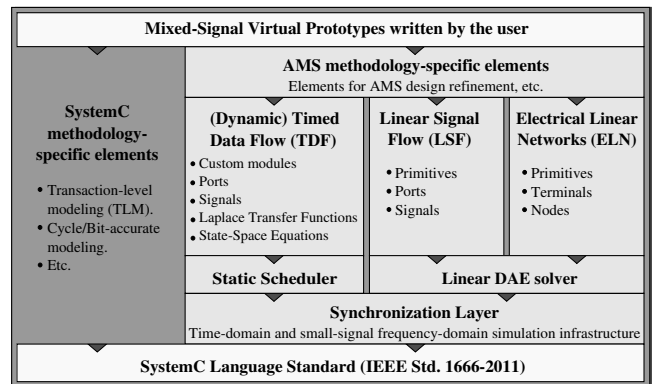 Mixed-Signal Virtual Prototypes written by the user
AMS methodology-specific elements
Elements for AMS design refinement, etc.
SystemC
methodology-
specific elements
• Transaction-level
modeling (TLM).
• Cycle/Bit-accurate
modeling.
• Etc.
(Dynamic) Timed
Data Flow (TDF)
• Custom modules
• Ports
• Signals
• Laplace Transfer Functions
• State-Space Equations
Linear Signal
Flow (LSF)
• Primitives
• Ports
• Signals
Electrical Linear
Networks (ELN)
• Primitives
• Terminals
• Nodes
Static Scheduler
Linear DAE solver
Synchronization Layer
Time-domain and small-signal frequency-domain simulation infrastructure
SystemC Language Standard (IEEE Std. 1666-2011)